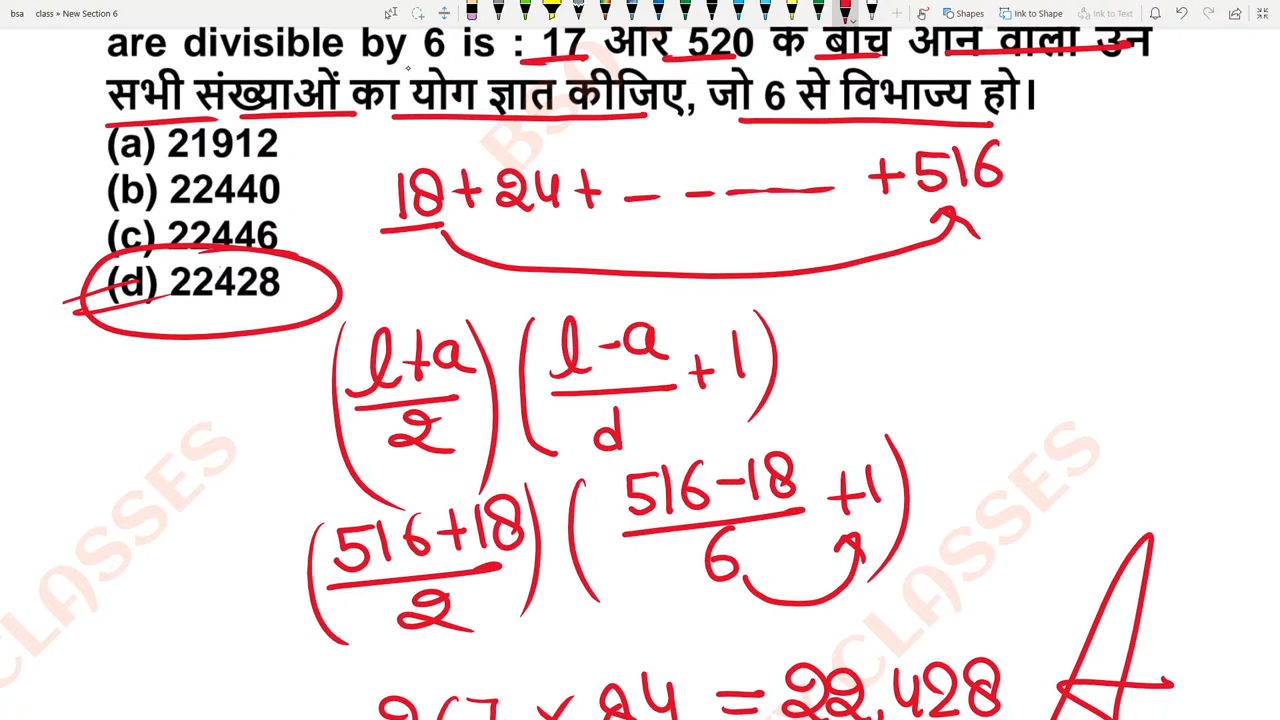 bsa class » New Section 6
Shapes Ink to Shape Ink to Text
are divisible by 6 is : 17 और 520 के बीच आने वाली उन
सभी संख्याओं का योग ज्ञात कीजिए, जो 6 से विभाज्य हो।
(a) 21912
(b) 22440
(c) 22446
(d) 22428
18 + 24 + – – — + 516
(l+a/2) (l-a/d + 1)
(516+18/2) (516-18/6 + 1)
267 × 84 = 22,428
A
CLASSES
CLASSES